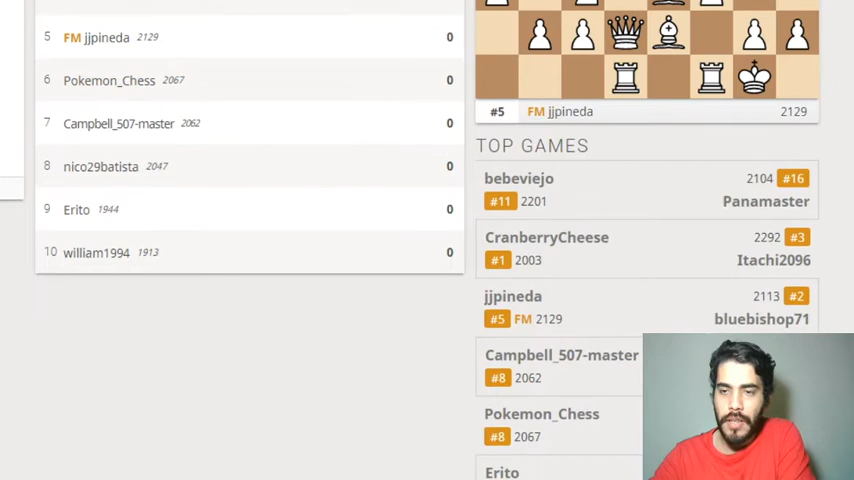 5 FM jjpineda 2129 0
6 Pokemon_Chess 2067 0
7 Campbell_507-master 2062 0
8 nico29batista 2047 0
9 Erito 1944 0
10 william1994 1913 0
#5 FM jjpineda 2129
TOP GAMES
bebeviejo 2104 #16
#11 2201 Panamaster
CranberryCheese 2292 #3
#1 2003 Itachi2096
jjpineda 2113 #2
#5 FM 2129 bluebishop71
Campbell_507-master
#8 2062
Pokemon_Chess
#8 2067
Erito